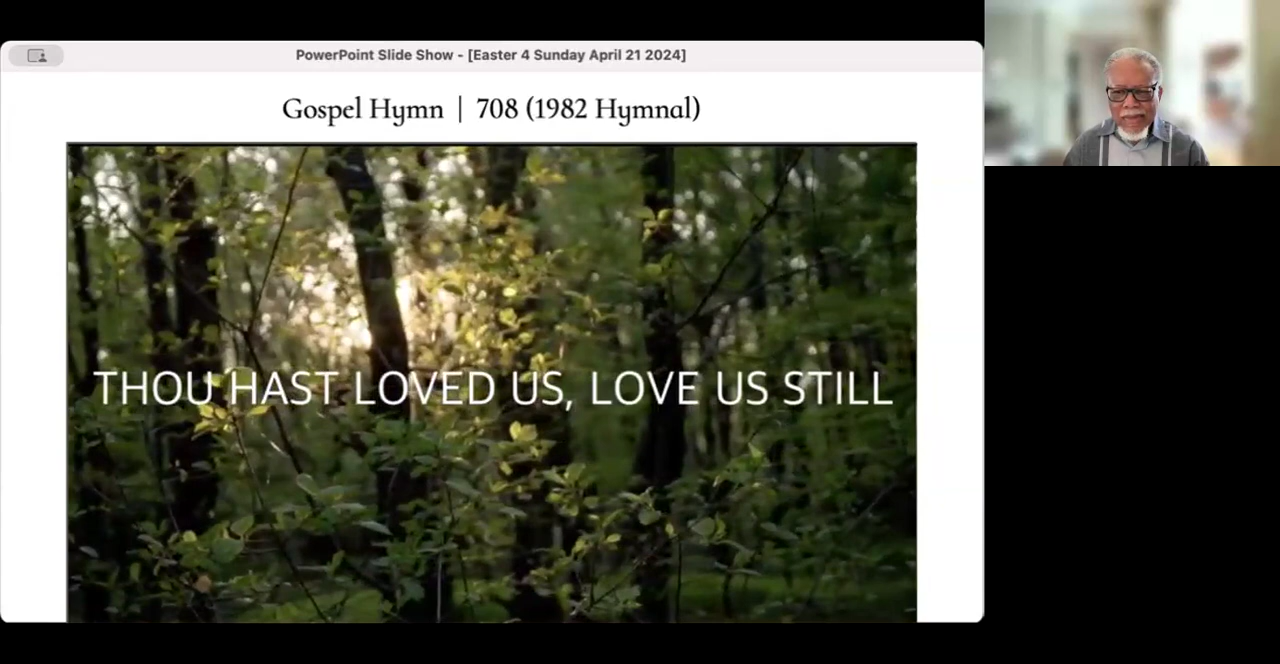 PowerPoint Slide Show - [Easter 4 Sunday April 21 2024]
Gospel Hymn | 708 (1982 Hymnal)
THOU HAST LOVED US, LOVE US STILL